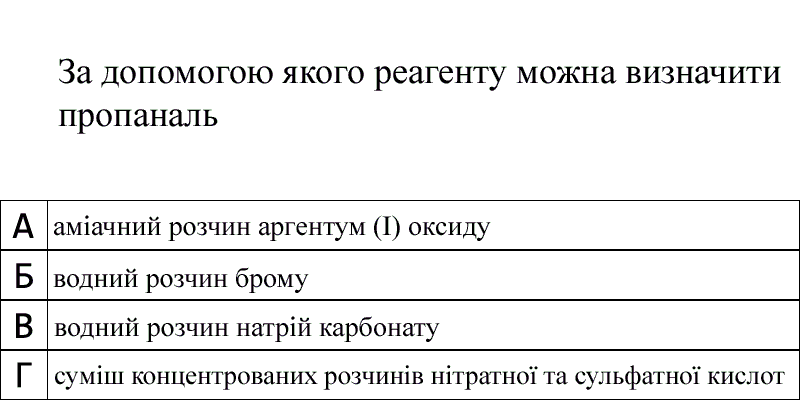 За допомогою якого реагенту можна визначити
пропаналь
А аміачний розчин аргентум (І) оксиду
Б водний розчин брому
В водний розчин натрій карбонату
Г суміш концентрованих розчинів нітратної та сульфатної кислот